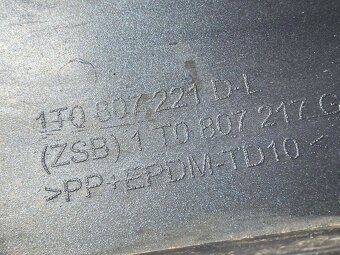 1T0 807 221 D-L
(ZSB) 1 T0 807 217 G
>PP+EPDM-TD10<